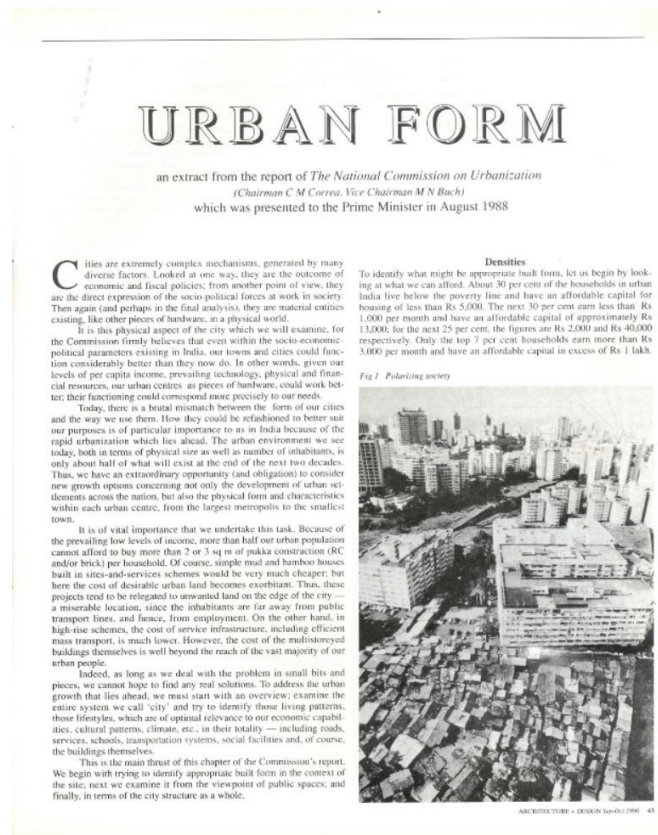 URBAN FORM
an extract from the report of The National Commission on Urbanization
(Chairman C M Correa, Vice Chairman M N Buch)
which was presented to the Prime Minister in August 1988
Cities are extremely complex mechanisms, generated by many
diverse factors. Looked at one way, they are the outcome of
economic and fiscal policies; from another point of view, they
are the direct expression of the socio-political forces at work in society.
Then again (and perhaps in the final analysis), they are material entities
existing, like other pieces of hardware, in a physical world.
It is this physical aspect of the city which we will examine, for
the Commission firmly believes that even within the socio-economic-
political parameters existing in India, our towns and cities could func-
tion considerably better than they now do. In other words, given our
levels of per capita income, prevailing technology, physical and finan-
cial resources, our urban centres as pieces of hardware, could work bet-
ter; their functioning could correspond more precisely to our needs.
Today, there is a brutal mismatch between the form of our cities
and the way we use them. How they could be refashioned to better suit
our purposes is of particular importance to us in India because of the
rapid urbanization which lies ahead. The urban environment we see
today, both in terms of physical size as well as number of inhabitants, is
only about half of what will exist at the end of the next two decades.
Thus, we have an extraordinary opportunity (and obligation) to consider
new growth options concerning not only the development of urban set-
tlements across the nation, but also the physical form and characteristics
within each urban centre, from the largest metropolis to the smallest
town.
It is of vital importance that we undertake this task. Because of
the prevailing low levels of income, more than half our urban population
cannot afford to buy more than 2 or 3 sq m of pukka construction (RC
and/or brick) per household. Of course, simple mud and bamboo houses
built in sites-and-services schemes would be very much cheaper; but
here the cost of desirable urban land becomes exorbitant. Thus, these
projects tend to be relegated to unwanted land on the edge of the city —
a miserable location, since the inhabitants are far away from public
transport lines, and hence, from employment. On the other hand, in
high-rise schemes, the cost of service infrastructure, including efficient
mass transport, is much lower. However, the cost of the multistoreyed
buildings themselves is well beyond the reach of the vast majority of our
urban people.
Indeed, as long as we deal with the problem in small bits and
pieces, we cannot hope to find any real solutions. To address the urban
growth that lies ahead, we must start with an overview; examine the
entire system we call 'city' and try to identify those living patterns,
those lifestyles, which are of optimal relevance to our economic capabil-
ities, cultural patterns, climate, etc., in their totality — including roads,
services, schools, transportation systems, social facilities and, of course,
the buildings themselves.
This is the main thrust of this chapter of the Commission's report.
We begin with trying to identify appropriate built form in the context of
the site; next we examine it from the viewpoint of public spaces; and
finally, in terms of the city structure as a whole.
Densities
To identify what might be appropriate built form, let us begin by look-
ing at what we can afford. About 30 per cent of the households in urban
India live below the poverty line and have an affordable capital for
housing of less than Rs 5,000. The next 30 per cent earn less than Rs
1,000 per month and have an affordable capital of approximately Rs
13,000; for the next 25 per cent, the figures are Rs 2,000 and Rs 40,000
respectively. Only the top 7 per cent households earn more than Rs
3,000 per month and have an affordable capital in excess of Rs 1 lakh.
Fig 1 Polarizing society
ARCHITECTURE + DESIGN Sep-Oct 1990 43